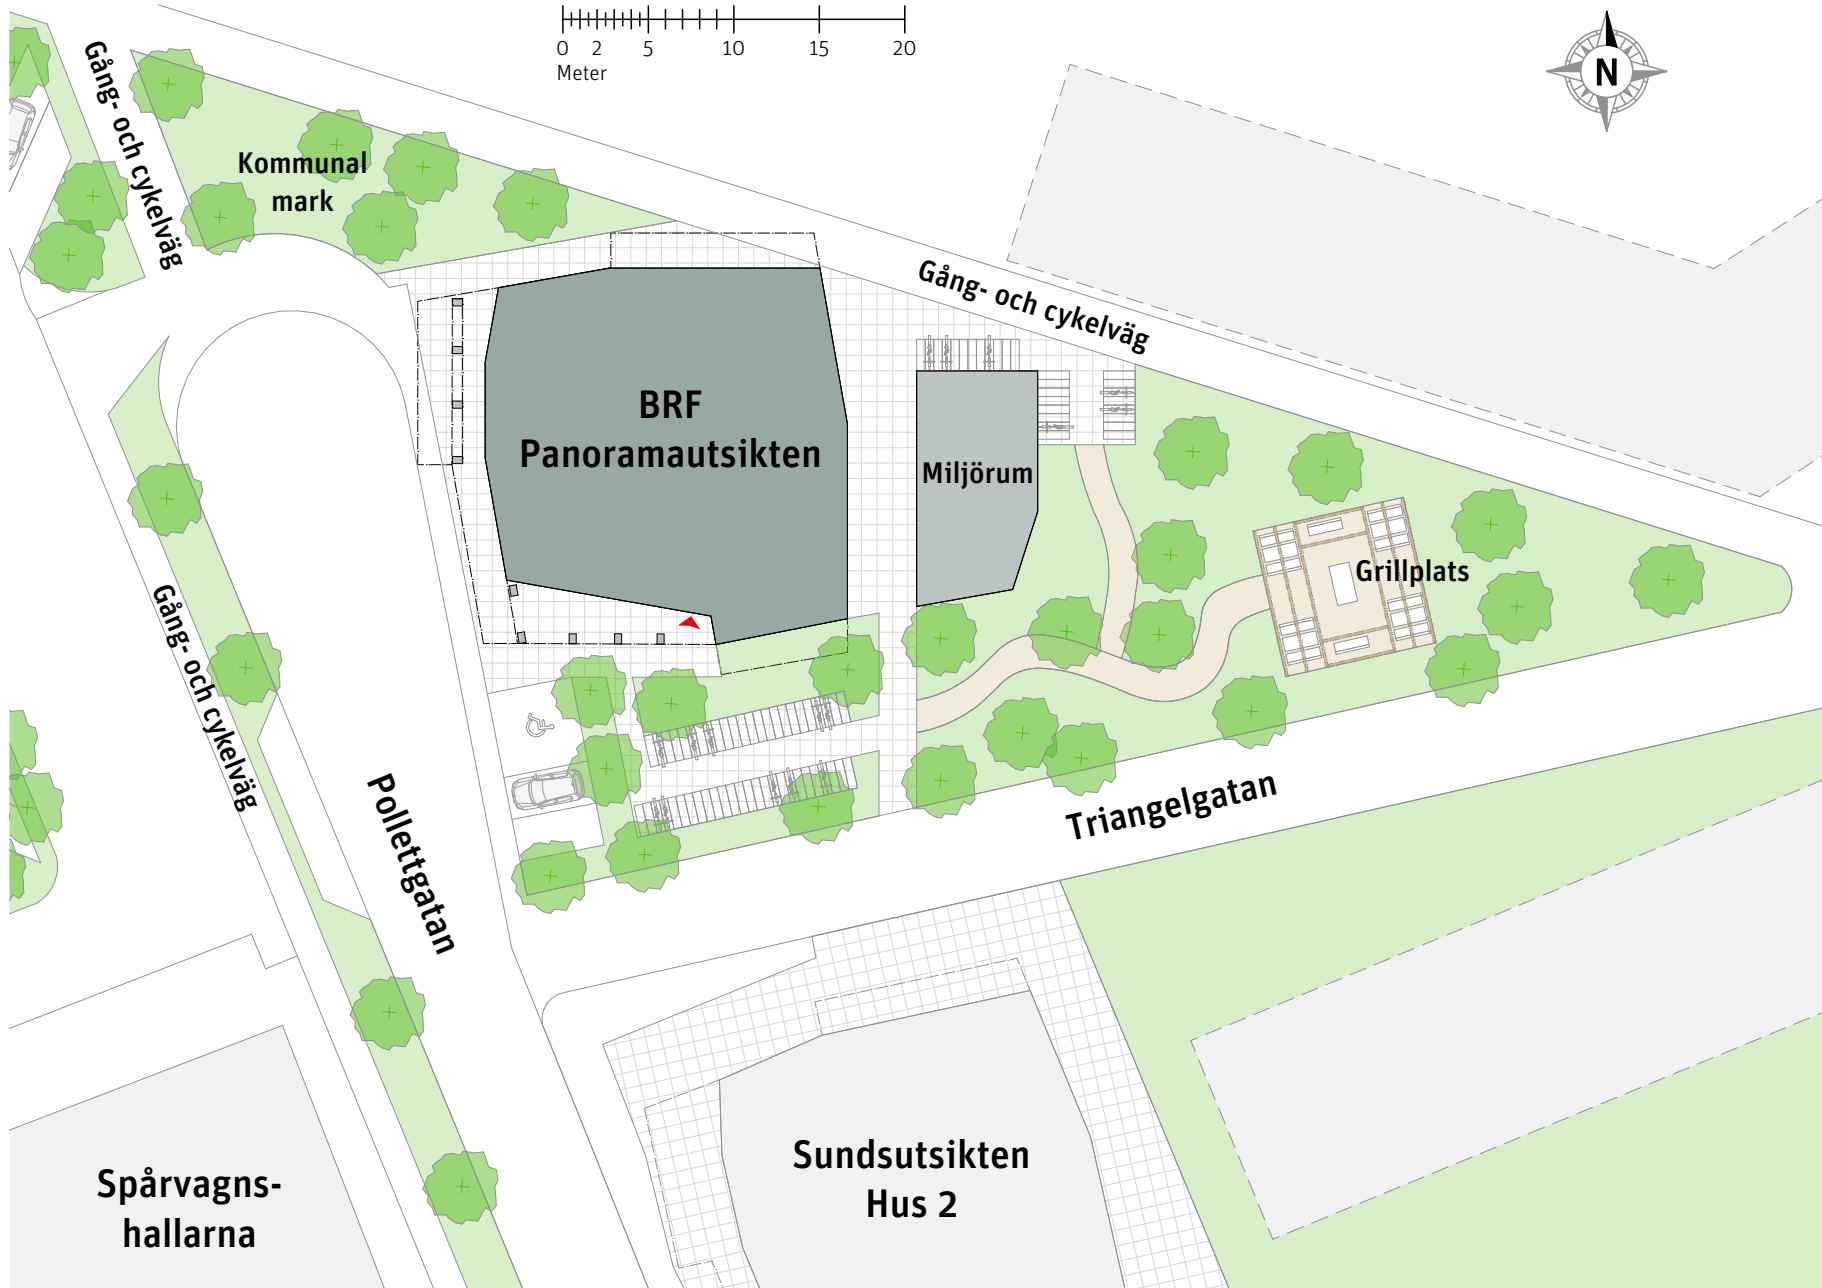 0 2 5 10 15 20
Meter
N
Gång- och cykelväg
Kommunal
mark
Gång- och cykelväg
BRF
Panoramautsikten
Miljörum
Grillplats
Gång- och cykelväg
Pollettgatan
Triangelgatan
Sundsutsikten
Hus 2
Spårvagns-
hallarna